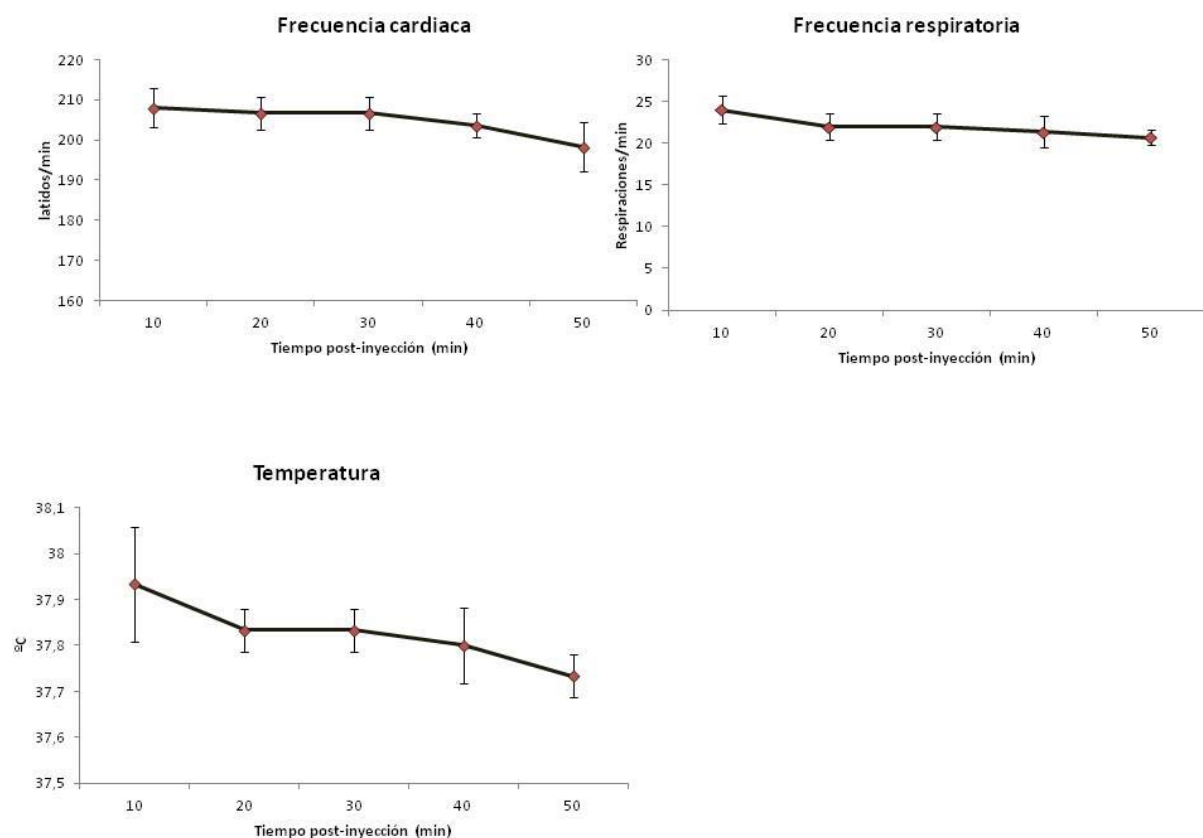 Frecuencia cardiaca
220
210
200
190
180
170
160
latidos/min
10 20 30 40 50
Tiempo post-inyección (min)
Frecuencia respiratoria
30
25
20
15
10
5
0
Respiraciones/min
10 20 30 40 50
Tiempo post-inyección (min)
Temperatura
38,1
38
37,9
37,8
37,7
37,6
37,5
ºC
10 20 30 40 50
Tiempo post-inyección (min)